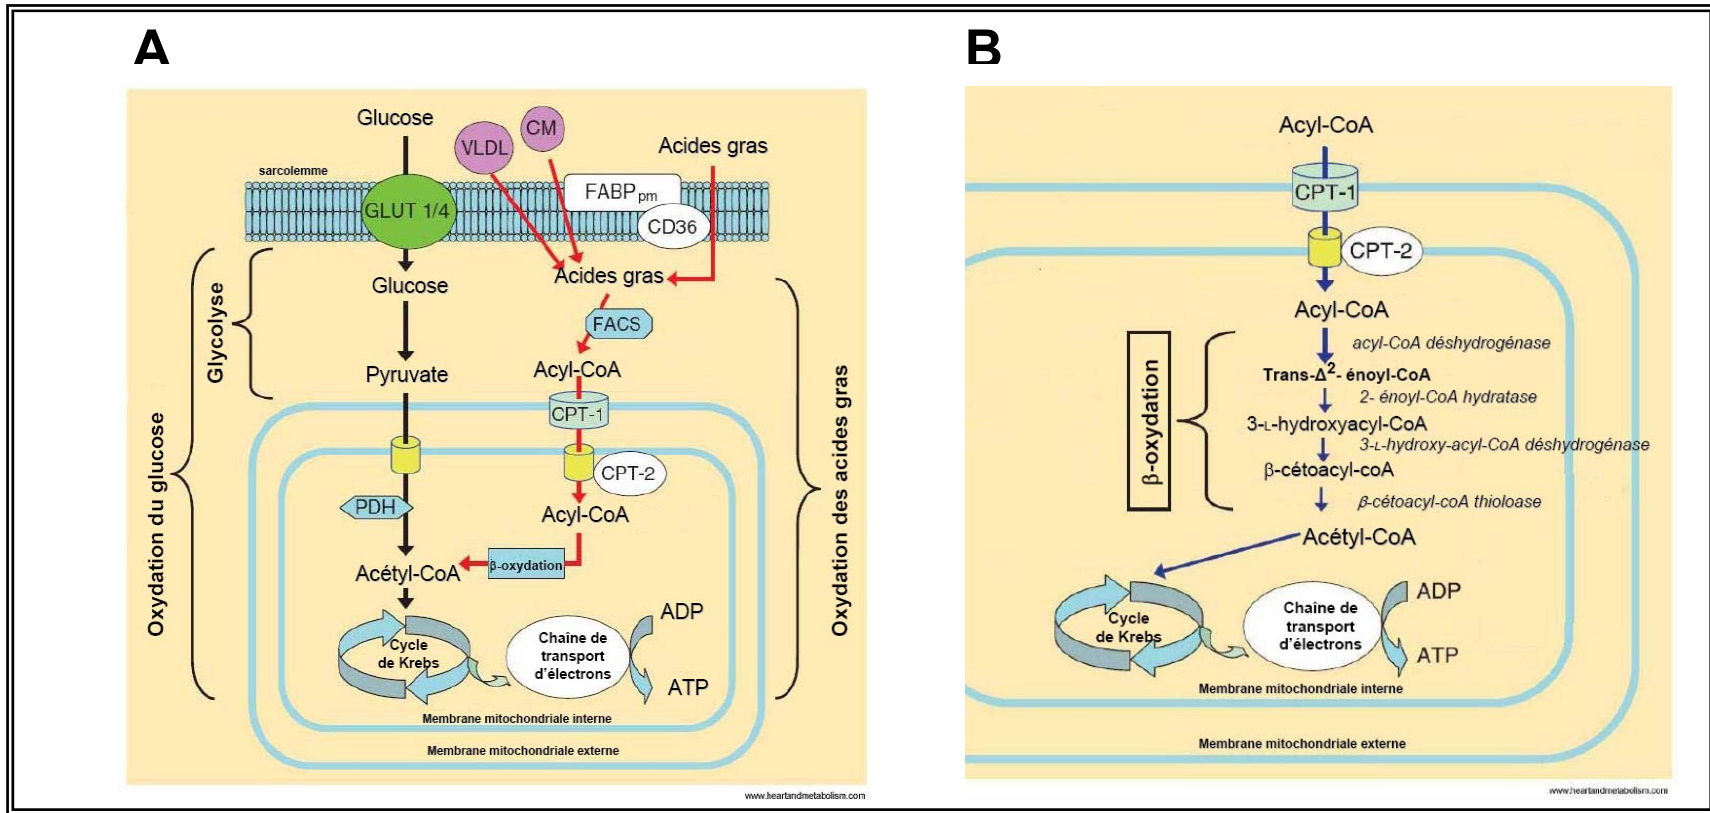 A
Glucose
VLDL
CM
Acides gras
sarcolemme
GLUT 1/4
FABPpm
CD36
Glucose
Acides gras
FACS
Glycolyse
Pyruvate
Acyl-CoA
CPT-1
CPT-2
PDH
Acyl-CoA
β-oxydation
Acétyl-CoA
Oxydation du glucose
Oxydation des acides gras
Cycle
de Krebs
Chaîne de
transport
d'électrons
ADP
ATP
Membrane mitochondriale interne
Membrane mitochondriale externe
www.heartandmetabolism.com
B
Acyl-CoA
CPT-1
CPT-2
Acyl-CoA
acyl-CoA déshydrogénase
Trans-Δ²- énoyl-CoA
2- énoyl-CoA hydratase
3-L-hydroxyacyl-CoA
3-L-hydroxy-acyl-CoA déshydrogénase
β-cétoacyl-coA
β-cétoacyl-coA thioloase
β-oxydation
Acétyl-CoA
Cycle
de Krebs
Chaîne de
transport
d'électrons
ADP
ATP
Membrane mitochondriale interne
Membrane mitochondriale externe
www.heartandmetabolism.com